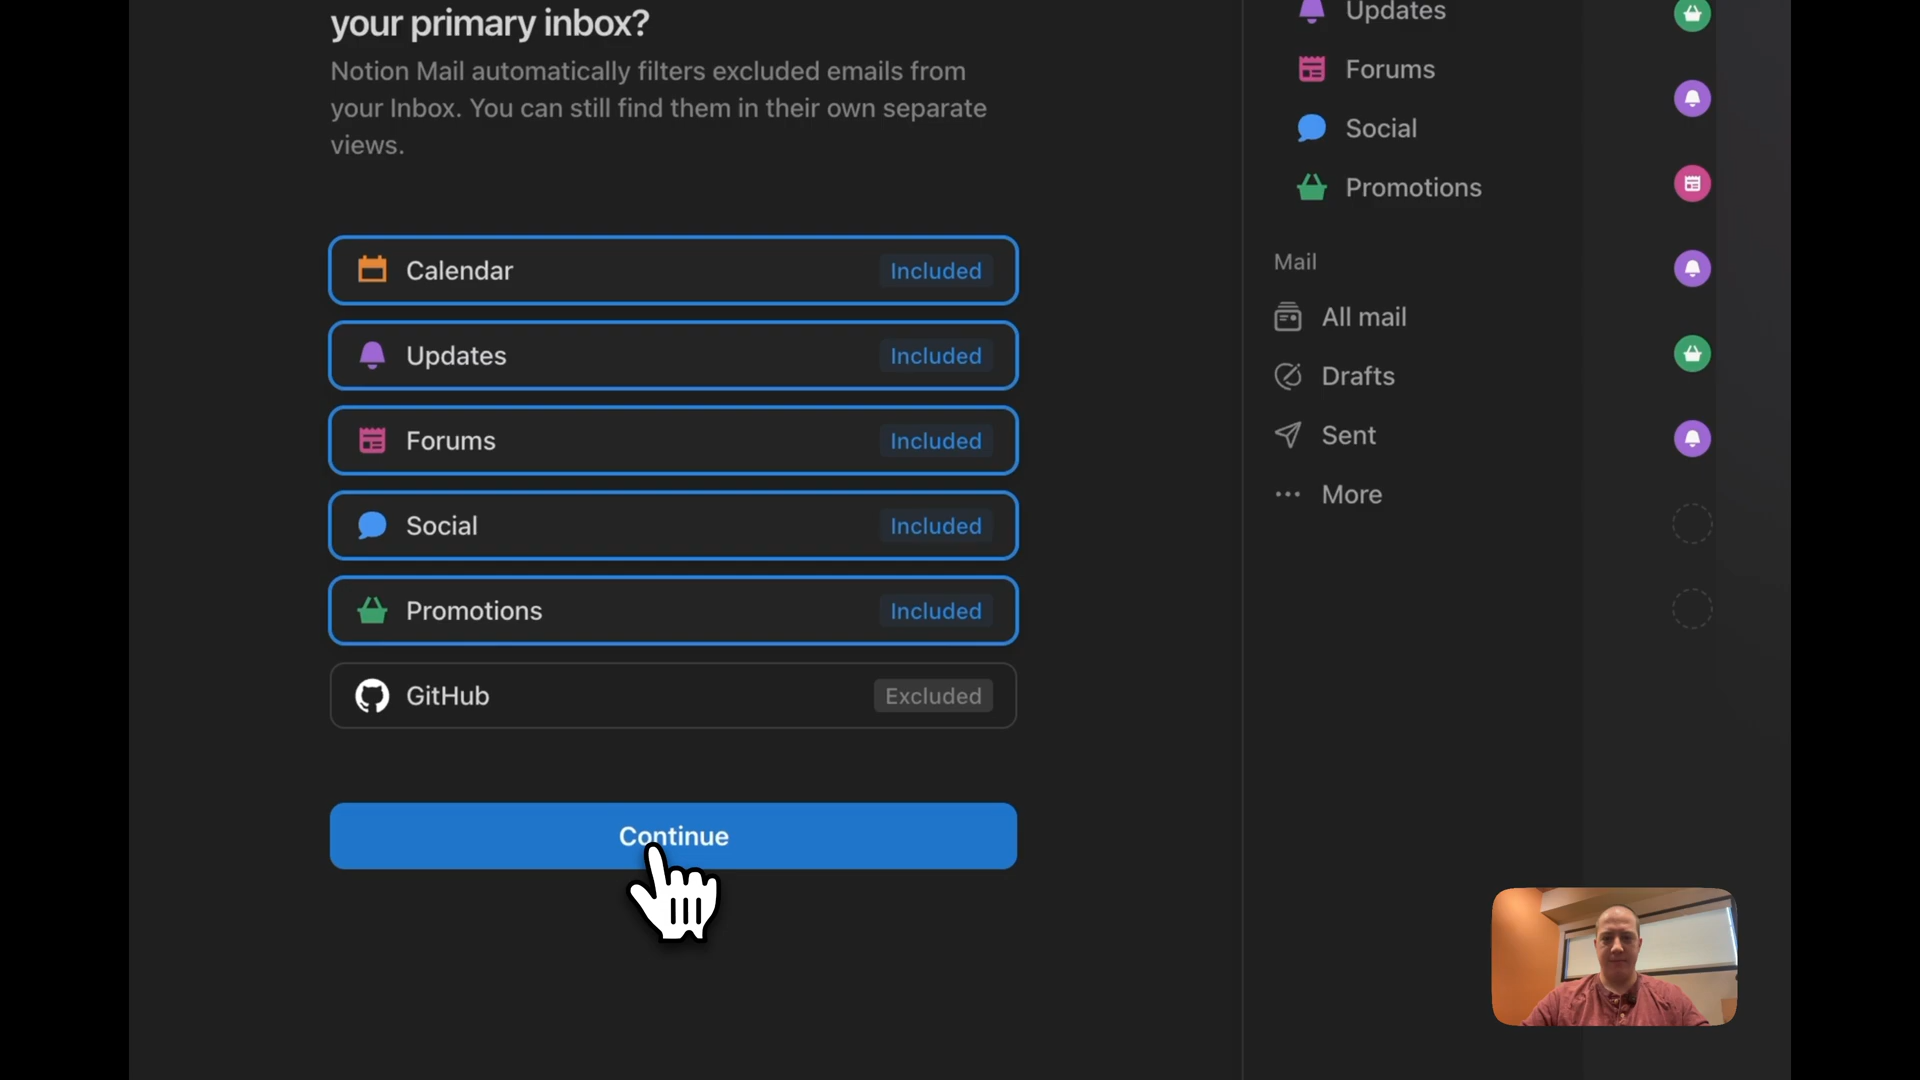 your primary inbox?
Notion Mail automatically filters excluded emails from
your Inbox. You can still find them in their own separate
views.
Calendar Included
Updates Included
Forums Included
Social Included
Promotions Included
GitHub Excluded
Continue
Updates
Forums
Social
Promotions
Mail
All mail
Drafts
Sent
More